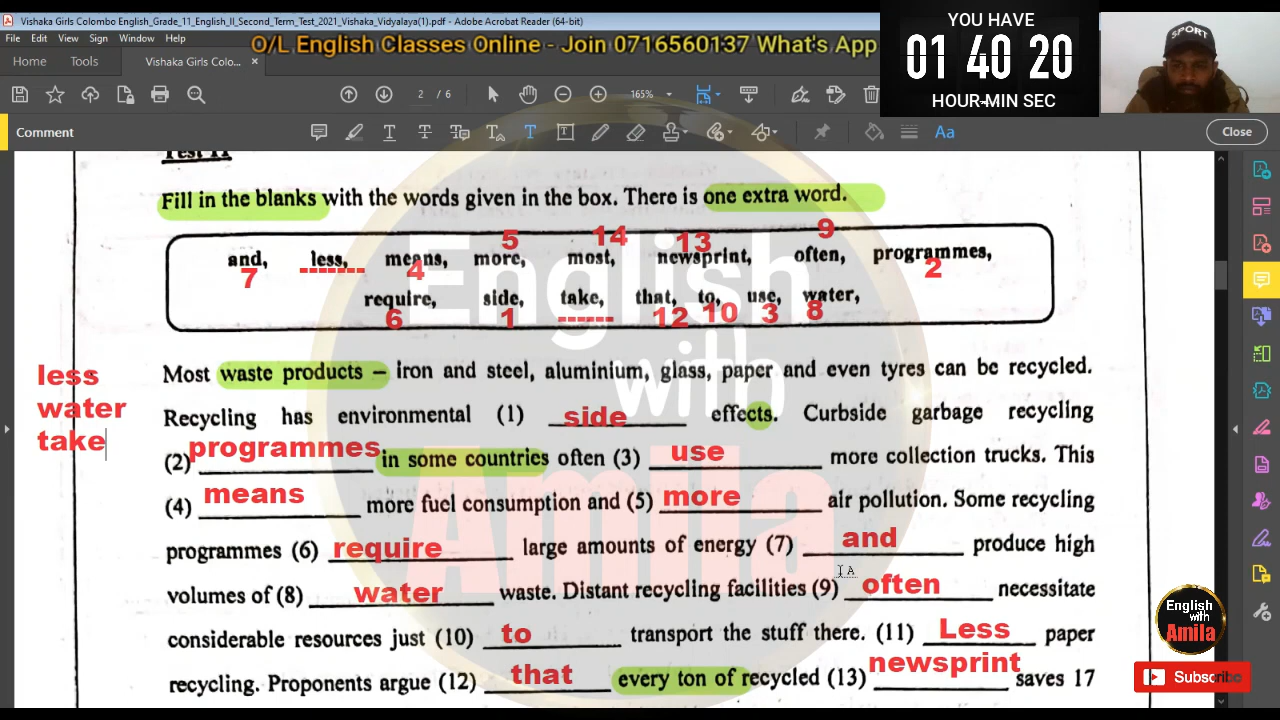 Vishaka Girls Colombo English_Grade_11_English_II_Second_Term_Test_2021_Vishaka_Vidyalaya(1).pdf - Adobe Acrobat Reader (64-bit)
File Edit View Sign Window Help
O/L English Classes Online - Join 0716560137 What's App
YOU HAVE
01 40 20
HOUR MIN SEC
SPORT
Home Tools Vishaka Girls Colo... ×
2 / 6 165%
Comment Aa Close
Test 11
Fill in the blanks with the words given in the box. There is one extra word.
5 14 13 9
and, less, means, more, most, newsprint, often, programmes,
7 ------- 4 2
require, side, take, that, to, use, water,
6 1 ------ 12 10 3 8
less
water
take
Most waste products – iron and steel, aluminium, glass, paper and even tyres can be recycled.
Recycling has environmental (1) side effects. Curbside garbage recycling
(2) programmes in some countries often (3) use more collection trucks. This
(4) means more fuel consumption and (5) more air pollution. Some recycling
programmes (6) require large amounts of energy (7) and produce high
volumes of (8) water waste. Distant recycling facilities (9) often necessitate
considerable resources just (10) to transport the stuff there. (11) Less paper
recycling. Proponents argue (12) that every ton of recycled (13) newsprint saves 17
English with Amila
English with Amila
Subscribe